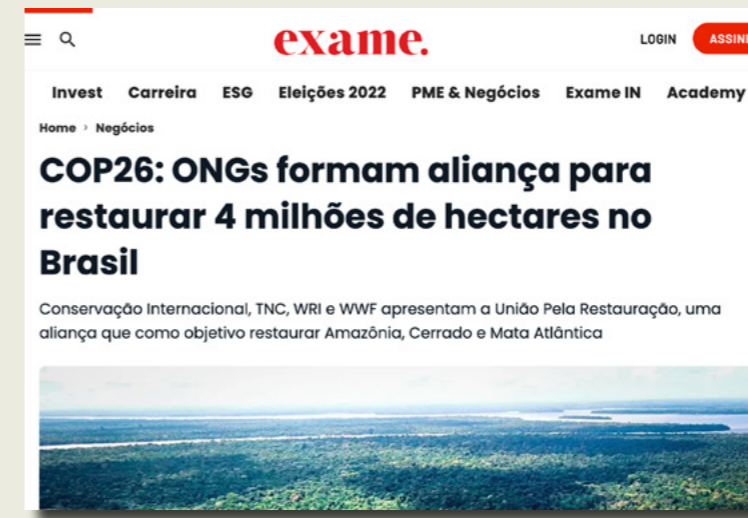 exame.
LOGIN
Invest Carreira ESG Eleições 2022 PME & Negócios Exame IN Academy
Home > Negócios
COP26: ONGs formam aliança para
restaurar 4 milhões de hectares no
Brasil
Conservação Internacional, TNC, WRI e WWF apresentam a União Pela Restauração, uma
aliança que como objetivo restaurar Amazônia, Cerrado e Mata Atlântica